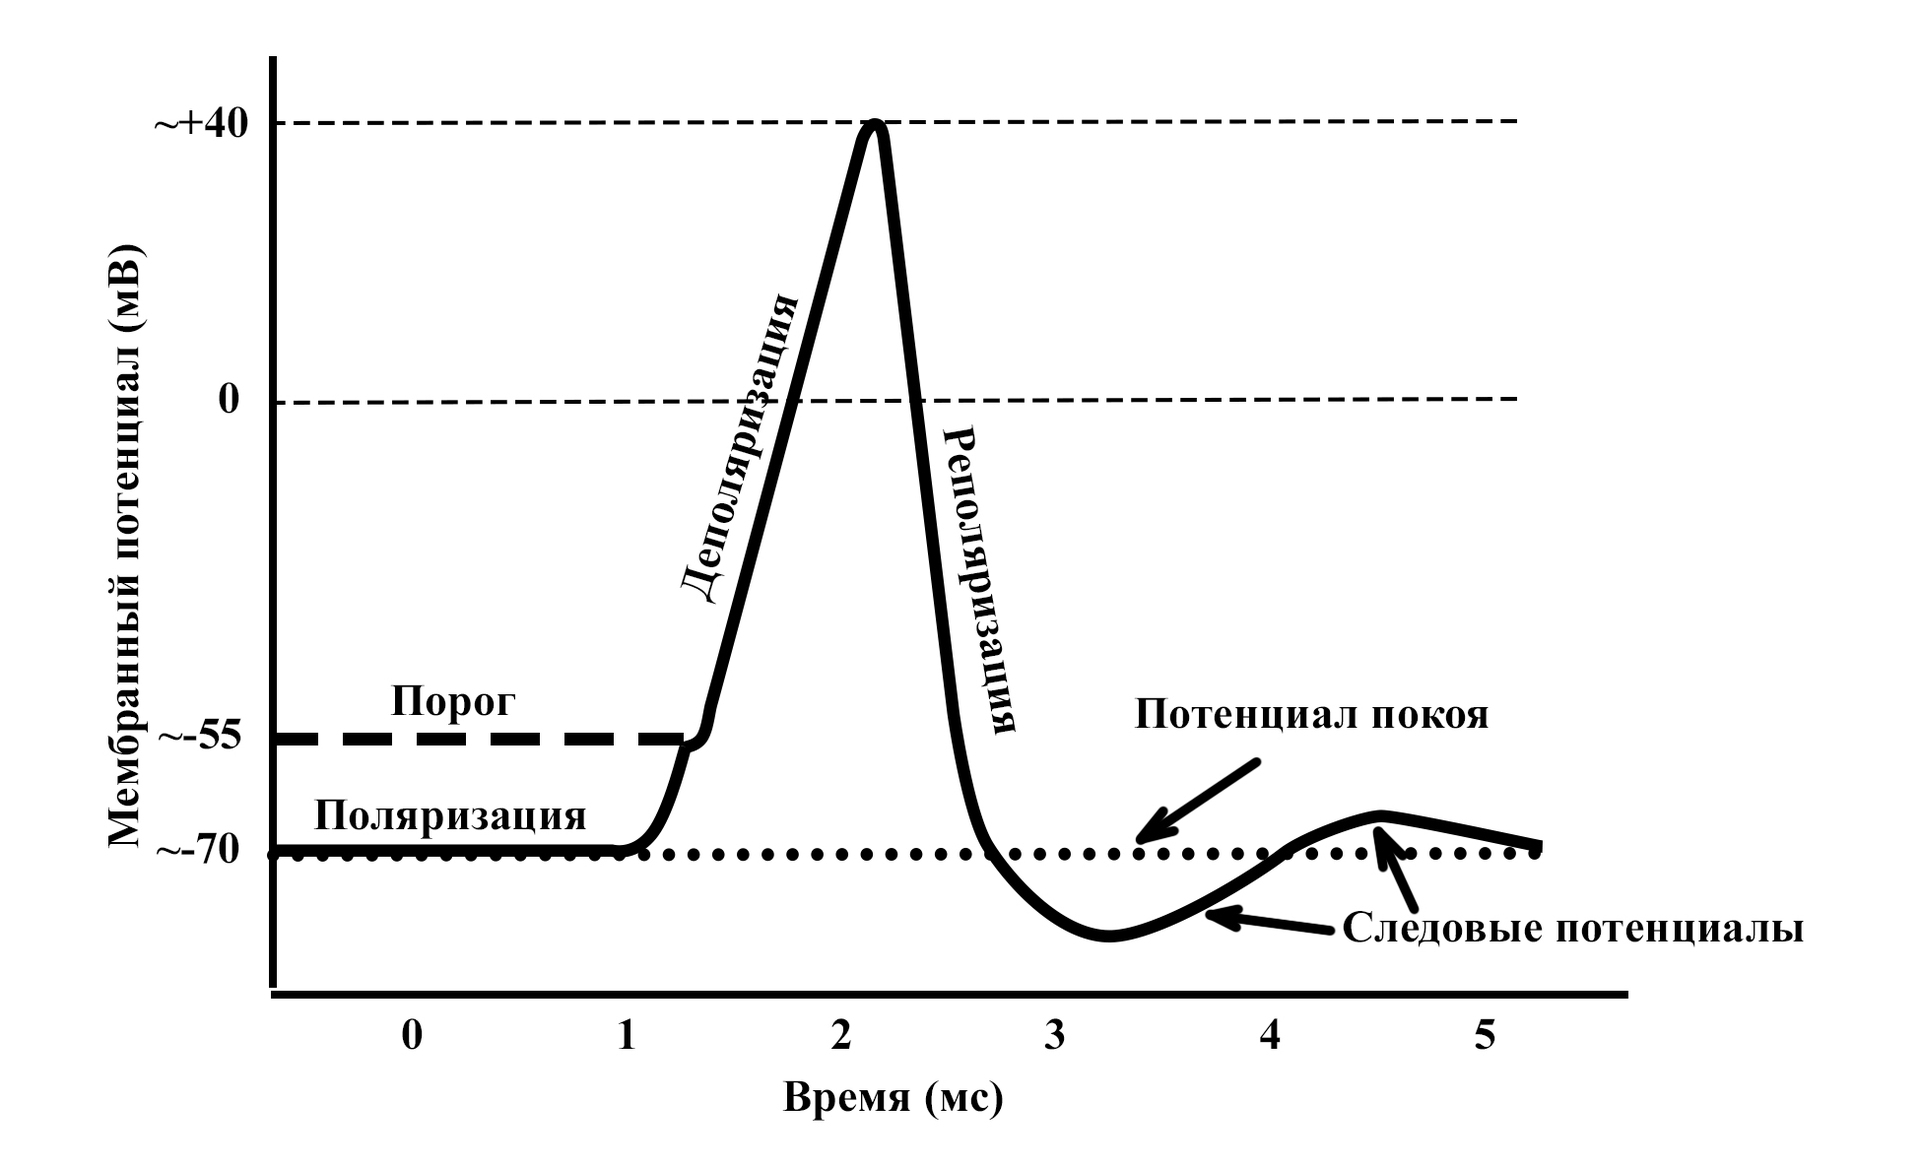 ~+40
Мембранный потенциал (мВ)
0
Деполяризация
Реполяризация
Порог
Потенциал покоя
~-55
Поляризация
~-70
Следовые потенциалы
0 1 2 3 4 5
Время (мс)